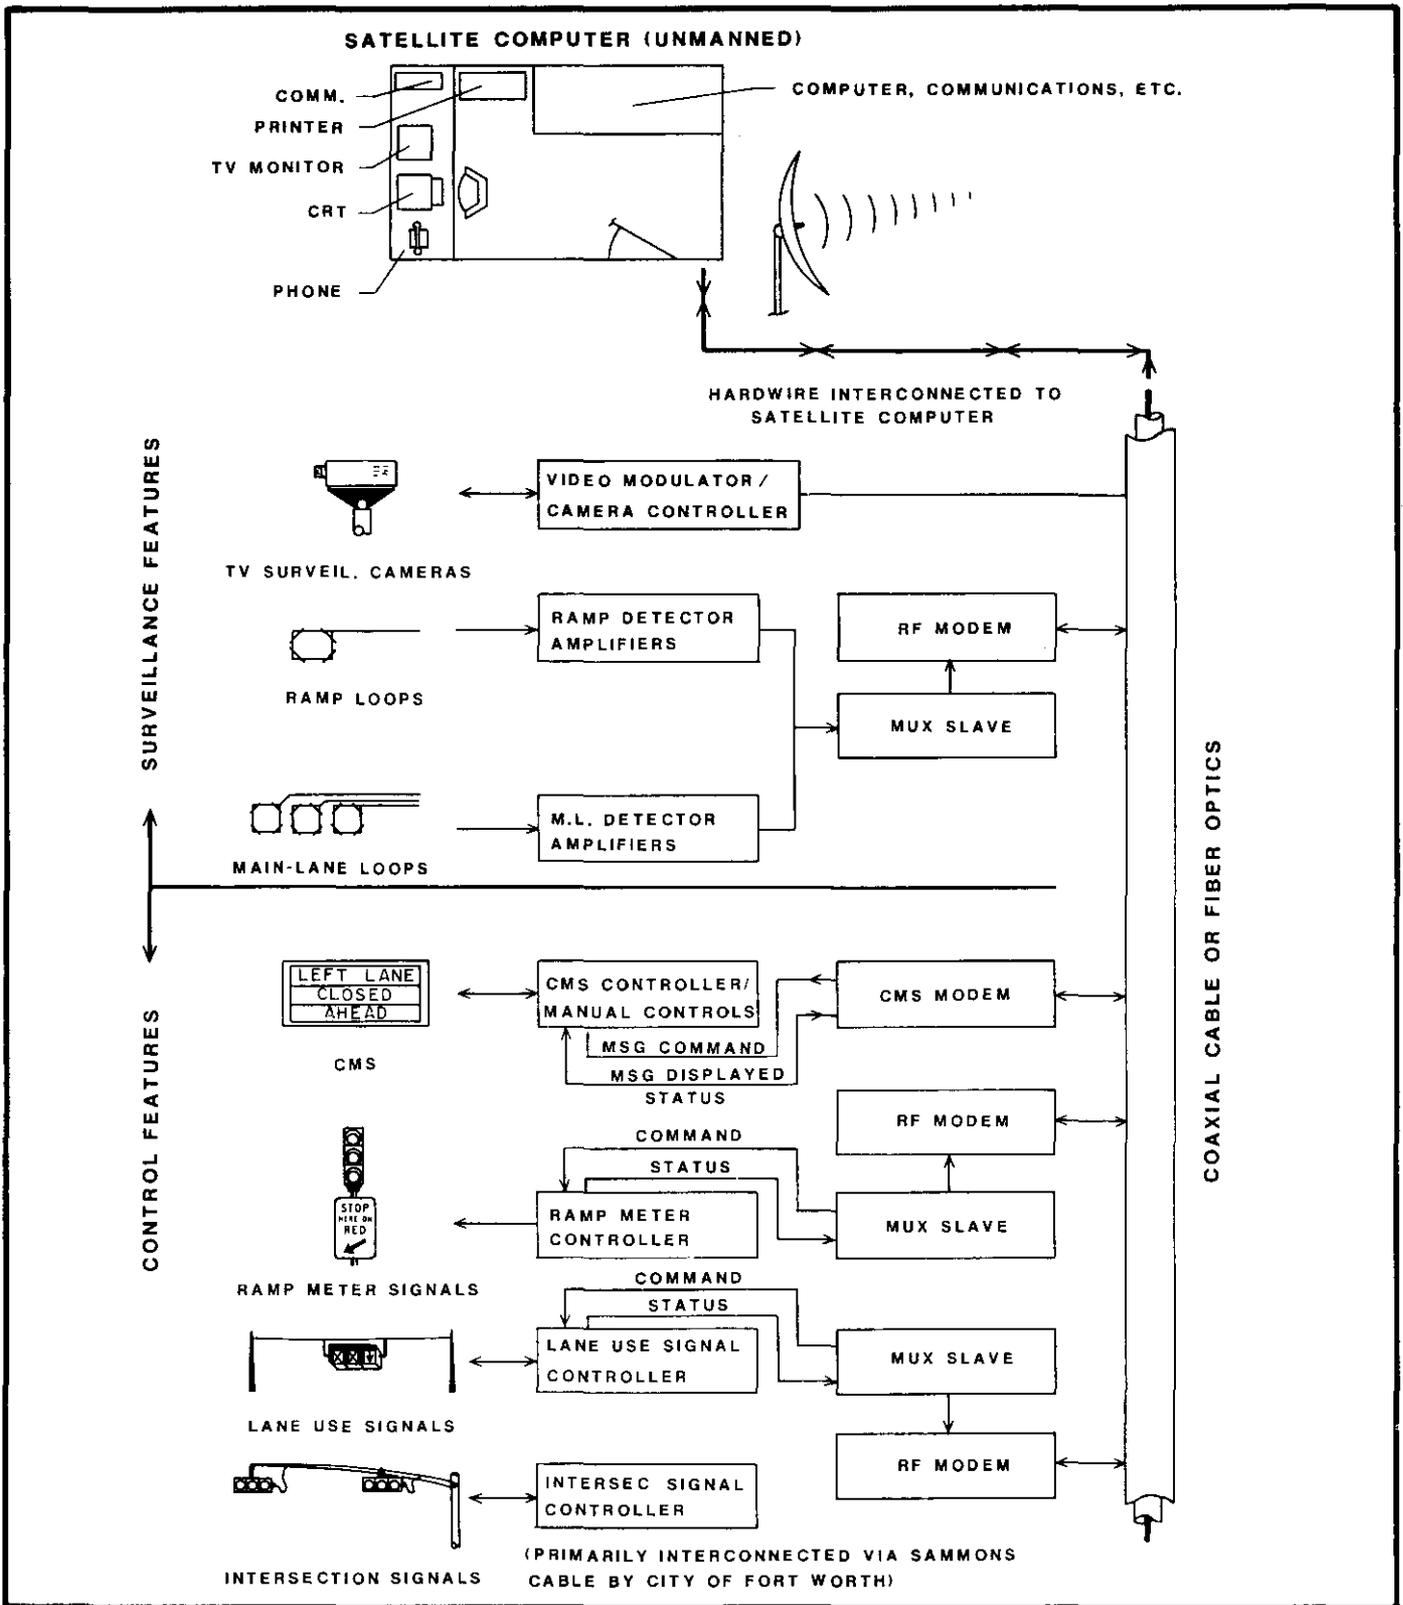 SATELLITE COMPUTER (UNMANNED)
COMM.
PRINTER
TV MONITOR
CRT
PHONE
COMPUTER, COMMUNICATIONS, ETC.
HARDWIRE INTERCONNECTED TO
SATELLITE COMPUTER
SURVEILLANCE FEATURES
VIDEO MODULATOR/
CAMERA CONTROLLER
TV SURVEIL. CAMERAS
RAMP DETECTOR
AMPLIFIERS
RF MODEM
RAMP LOOPS
MUX SLAVE
M.L. DETECTOR
AMPLIFIERS
MAIN-LANE LOOPS
COAXIAL CABLE OR FIBER OPTICS
CONTROL FEATURES
LEFT LANE
CLOSED
AHEAD
CMS
CMS CONTROLLER/
MANUAL CONTROLS
CMS MODEM
MSG COMMAND
MSG DISPLAYED
STATUS
RF MODEM
COMMAND
STATUS
STOP
HERE ON
RED
RAMP METER
CONTROLLER
MUX SLAVE
RAMP METER SIGNALS
COMMAND
STATUS
LANE USE SIGNAL
CONTROLLER
MUX SLAVE
LANE USE SIGNALS
RF MODEM
INTERSEC SIGNAL
CONTROLLER
INTERSECTION SIGNALS
(PRIMARILY INTERCONNECTED VIA SAMMONS
CABLE BY CITY OF FORT WORTH)